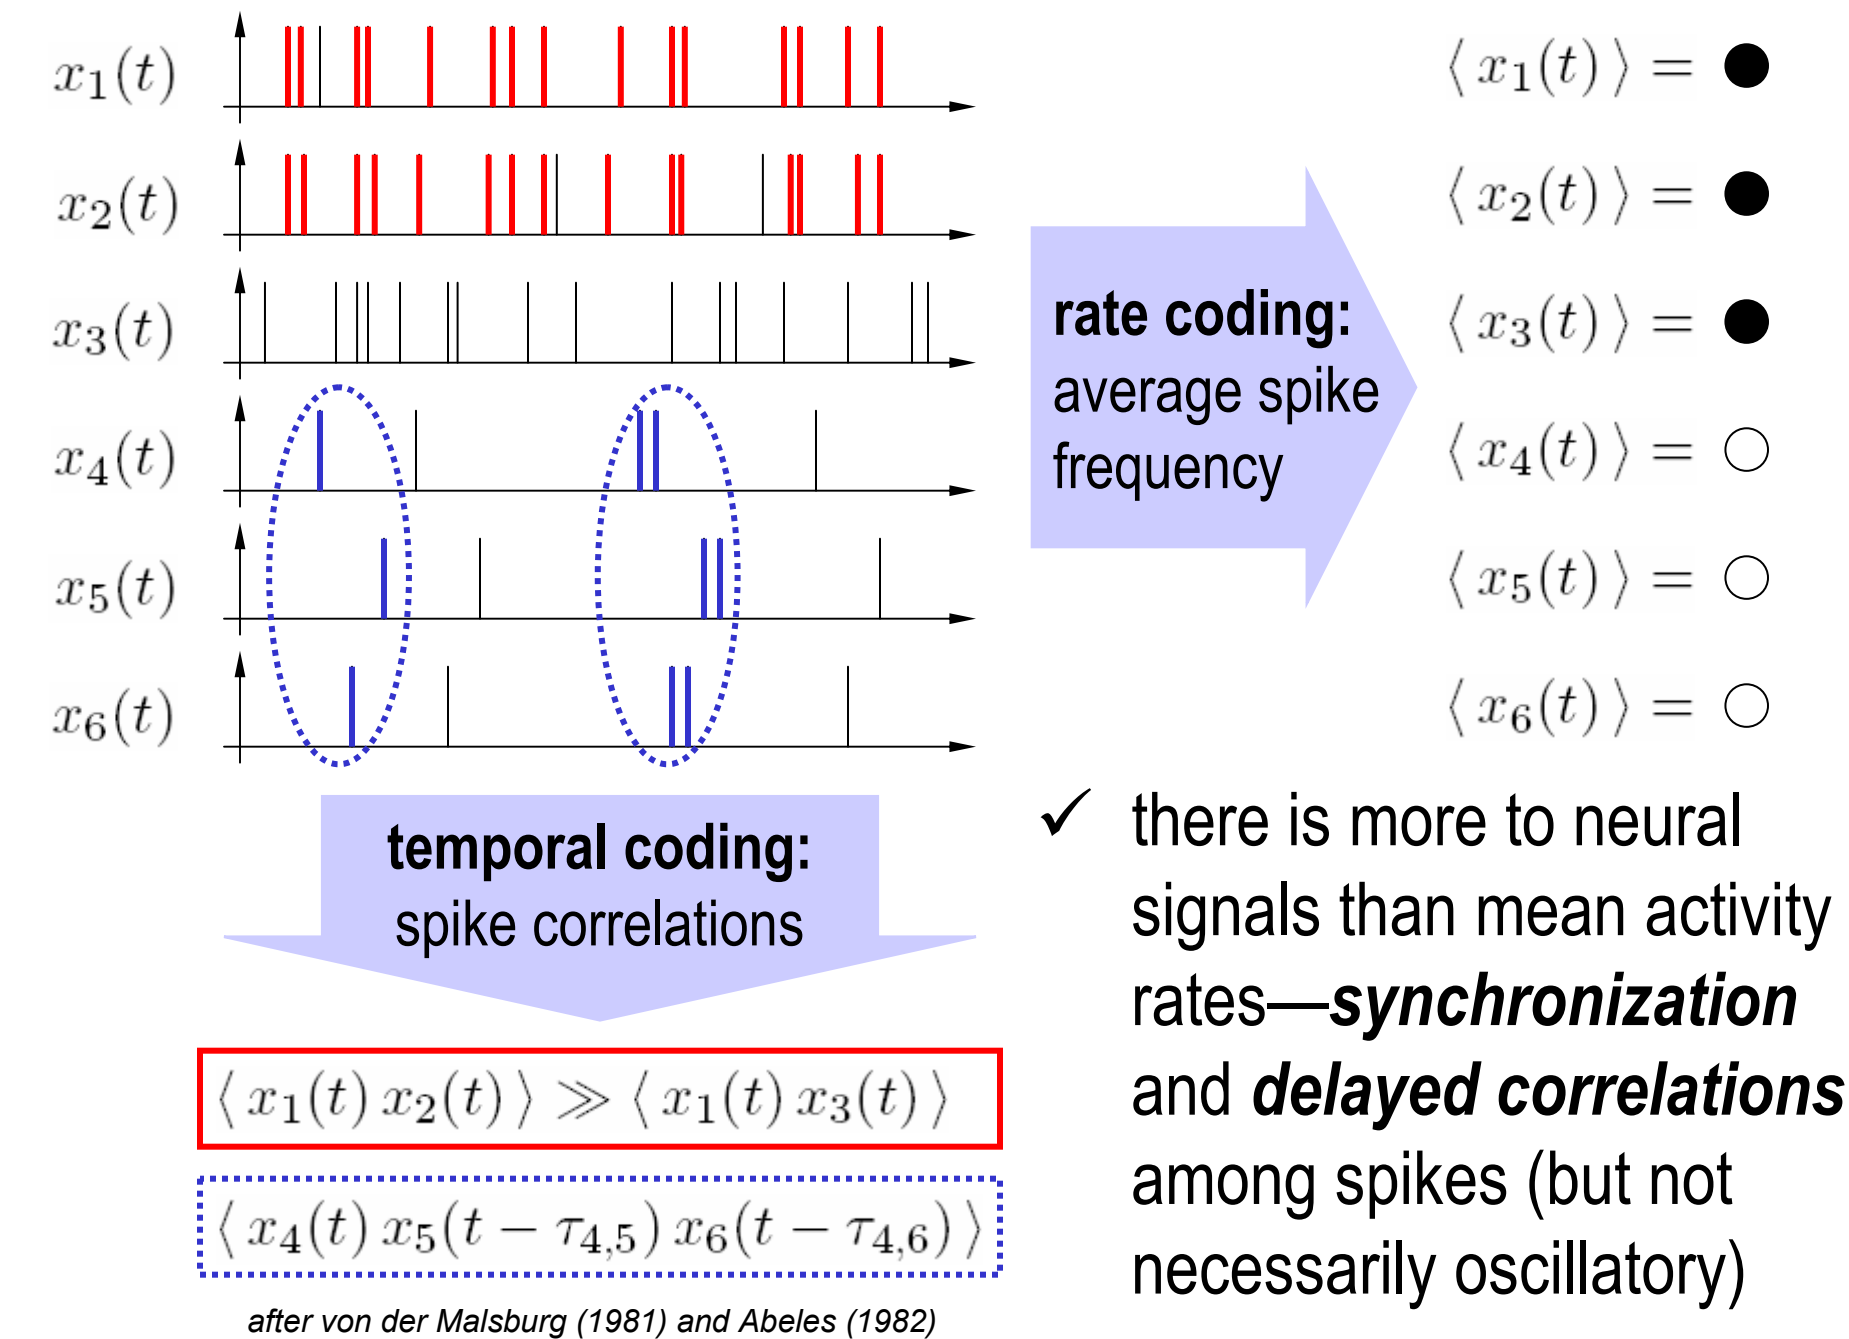 x₁(t)
x₂(t)
x₃(t)
x₄(t)
x₅(t)
x₆(t)
rate coding:
average spike
frequency
⟨ x₁(t) ⟩ =
⟨ x₂(t) ⟩ =
⟨ x₃(t) ⟩ =
⟨ x₄(t) ⟩ =
⟨ x₅(t) ⟩ =
⟨ x₆(t) ⟩ =
temporal coding:
spike correlations
⟨ x₁(t) x₂(t) ⟩ ≫ ⟨ x₁(t) x₃(t) ⟩
⟨ x₄(t) x₅(t − τ₄,₅) x₆(t − τ₄,₆) ⟩
after von der Malsburg (1981) and Abeles (1982)
✓ there is more to neural
signals than mean activity
rates—synchronization
and delayed correlations
among spikes (but not
necessarily oscillatory)